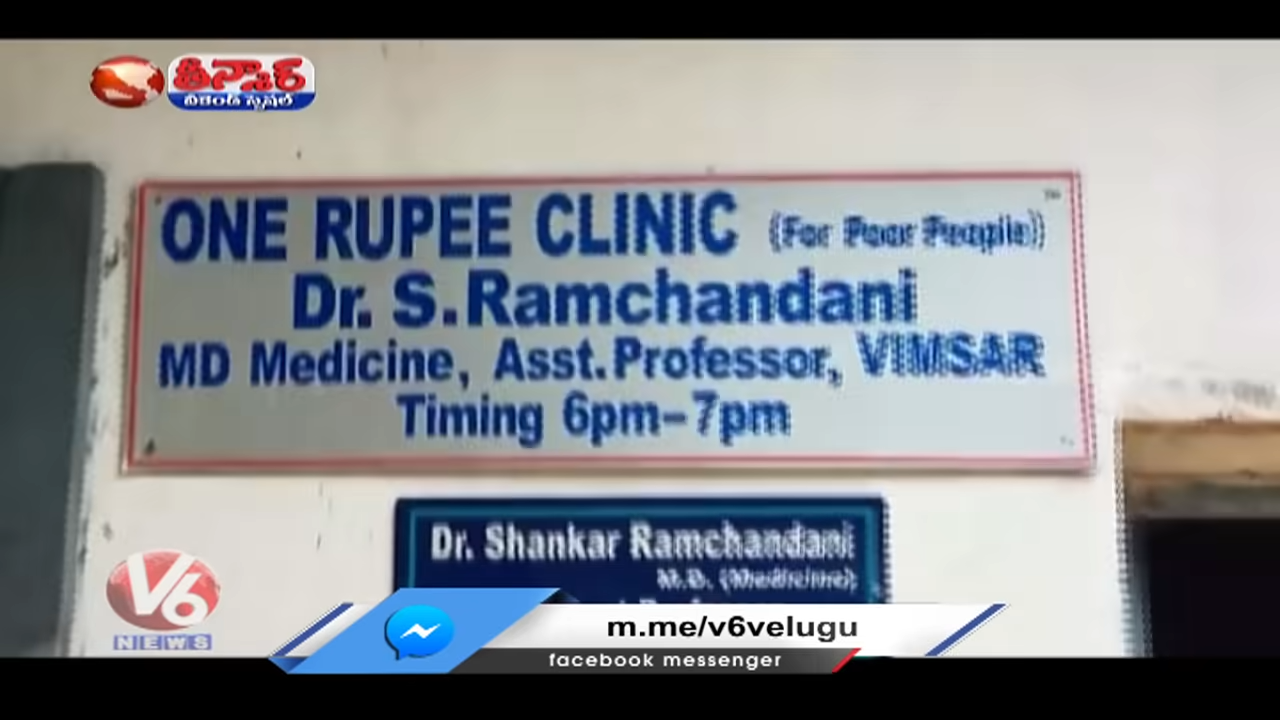 తీన్మార్
వీకెండ్ స్పెషల్
ONE RUPEE CLINIC (For Poor People)
Dr. S. Ramchandani
MD Medicine, Asst. Professor, VIMSAR
Timing 6pm-7pm
Dr. Shankar Ramchandani
M.D. (Medicine)
V6
NEWS
m.me/v6velugu
facebook messenger